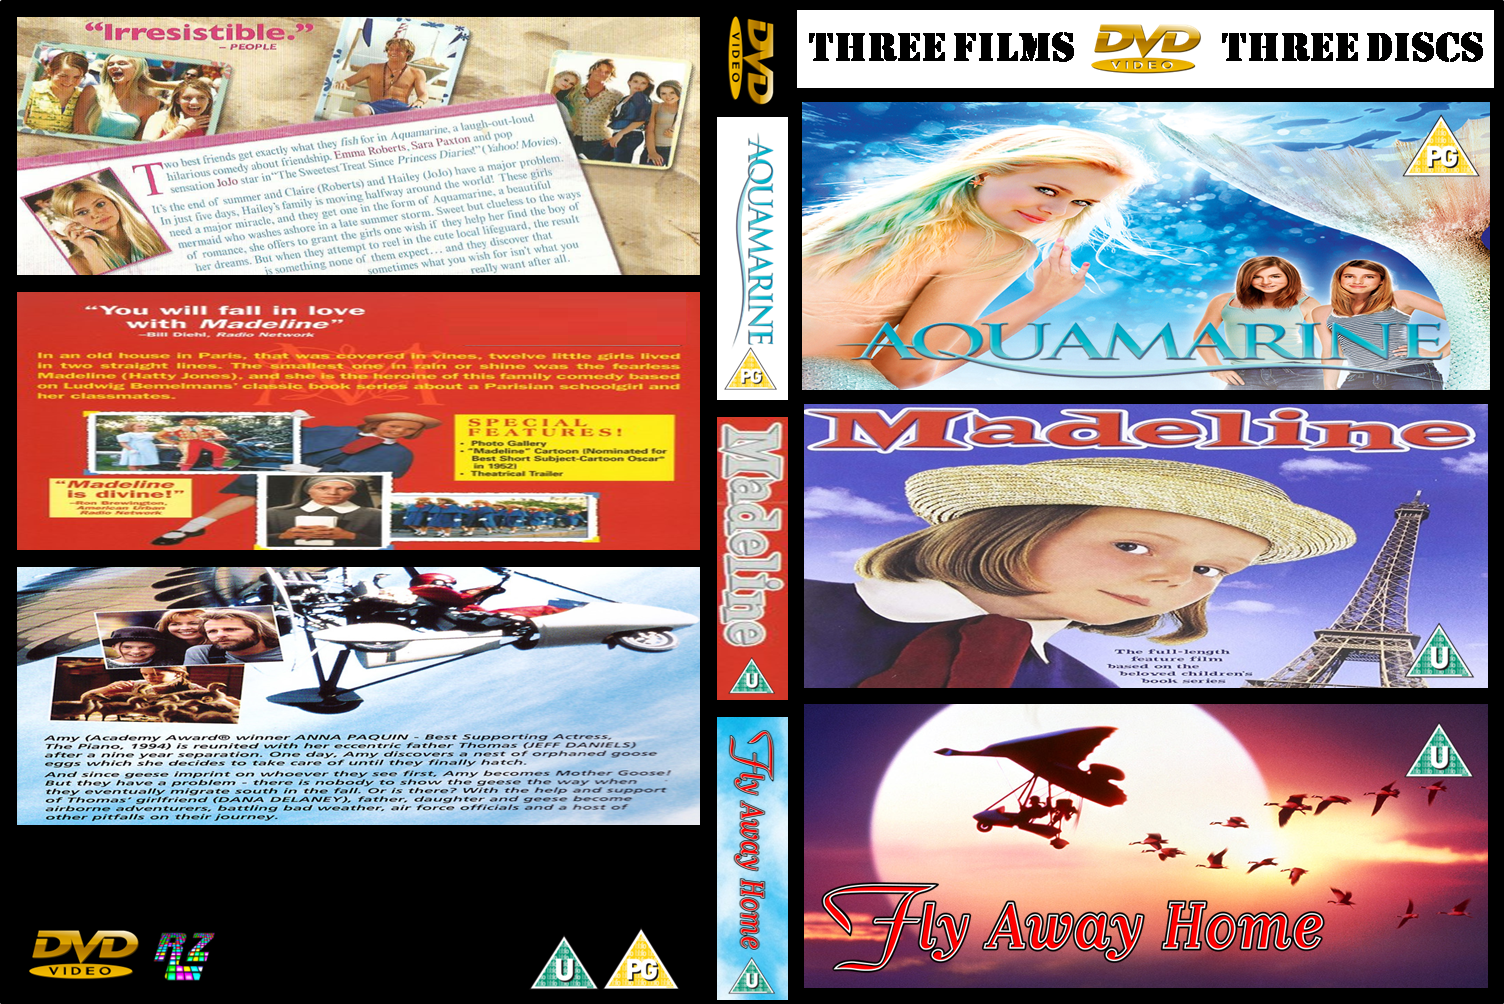 “Irresistible.”
– PEOPLE
Two best friends get exactly what they fish for in Aquamarine, a laugh-out-loud
hilarious comedy about friendship. Emma Roberts, Sara Paxton and pop
sensation JoJo star in “The Sweetest Treat Since Princess Diaries!” (Yahoo! Movies).
It's the end of summer and Claire (Roberts) and Hailey (JoJo) have a major problem.
In just five days, Hailey's family is moving halfway around the world! These girls
need a major miracle, and they get one in the form of Aquamarine, a beautiful
mermaid who washes ashore in a late summer storm. Sweet but clueless to the ways
of romance, she offers to grant the girls one wish if they help her find the boy of
her dreams. But when they attempt to reel in the cute local lifeguard, the result
is something none of them expect... and they discover that
sometimes what you wish for isn't what you
really want after all.
“You will fall in love
with Madeline”
–Bill Diehl, Radio Network
In an old house in Paris, that was covered in vines, twelve little girls lived
in two straight lines. The smallest one in rain or shine was the fearless
Madeline (Hatty Jones), and she is the heroine of this family comedy based
on Ludwig Bemelmans' classic book series about a Parisian schoolgirl and
her classmates.
SPECIAL
FEATURES!
• Photo Gallery
• "Madeline" Cartoon (Nominated for
Best Short Subject-Cartoon Oscar"
in 1952)
• Theatrical Trailer
“Madeline
is divine!”
–Ron Brewington,
American Urban
Radio Network
Amy (Academy Award® winner ANNA PAQUIN - Best Supporting Actress,
The Piano, 1994) is reunited with her eccentric father Thomas (JEFF DANIELS)
after a nine year separation. One day, Amy discovers a nest of orphaned goose
eggs which she decides to take care of until they finally hatch.
And since geese imprint on whoever they see first, Amy becomes Mother Goose!
But they have a problem - there is nobody to show the geese the way when
they eventually migrate south in the fall. Or is there? With the help and support
of Thomas' girlfriend (DANA DELANEY), father, daughter and geese become
airborne adventurers, battling bad weather, air force officials and a host of
other pitfalls on their journey.
DVD
VIDEO
RZ
U
PG
DVD
VIDEO
AQUAMARINE
PG
Madeline
U
Fly Away Home
U
THREE FILMS
DVD
VIDEO
THREE DISCS
PG
AQUAMARINE
Madeline
The full-length
feature film
based on the
beloved children's
book series
U
U
Fly Away Home